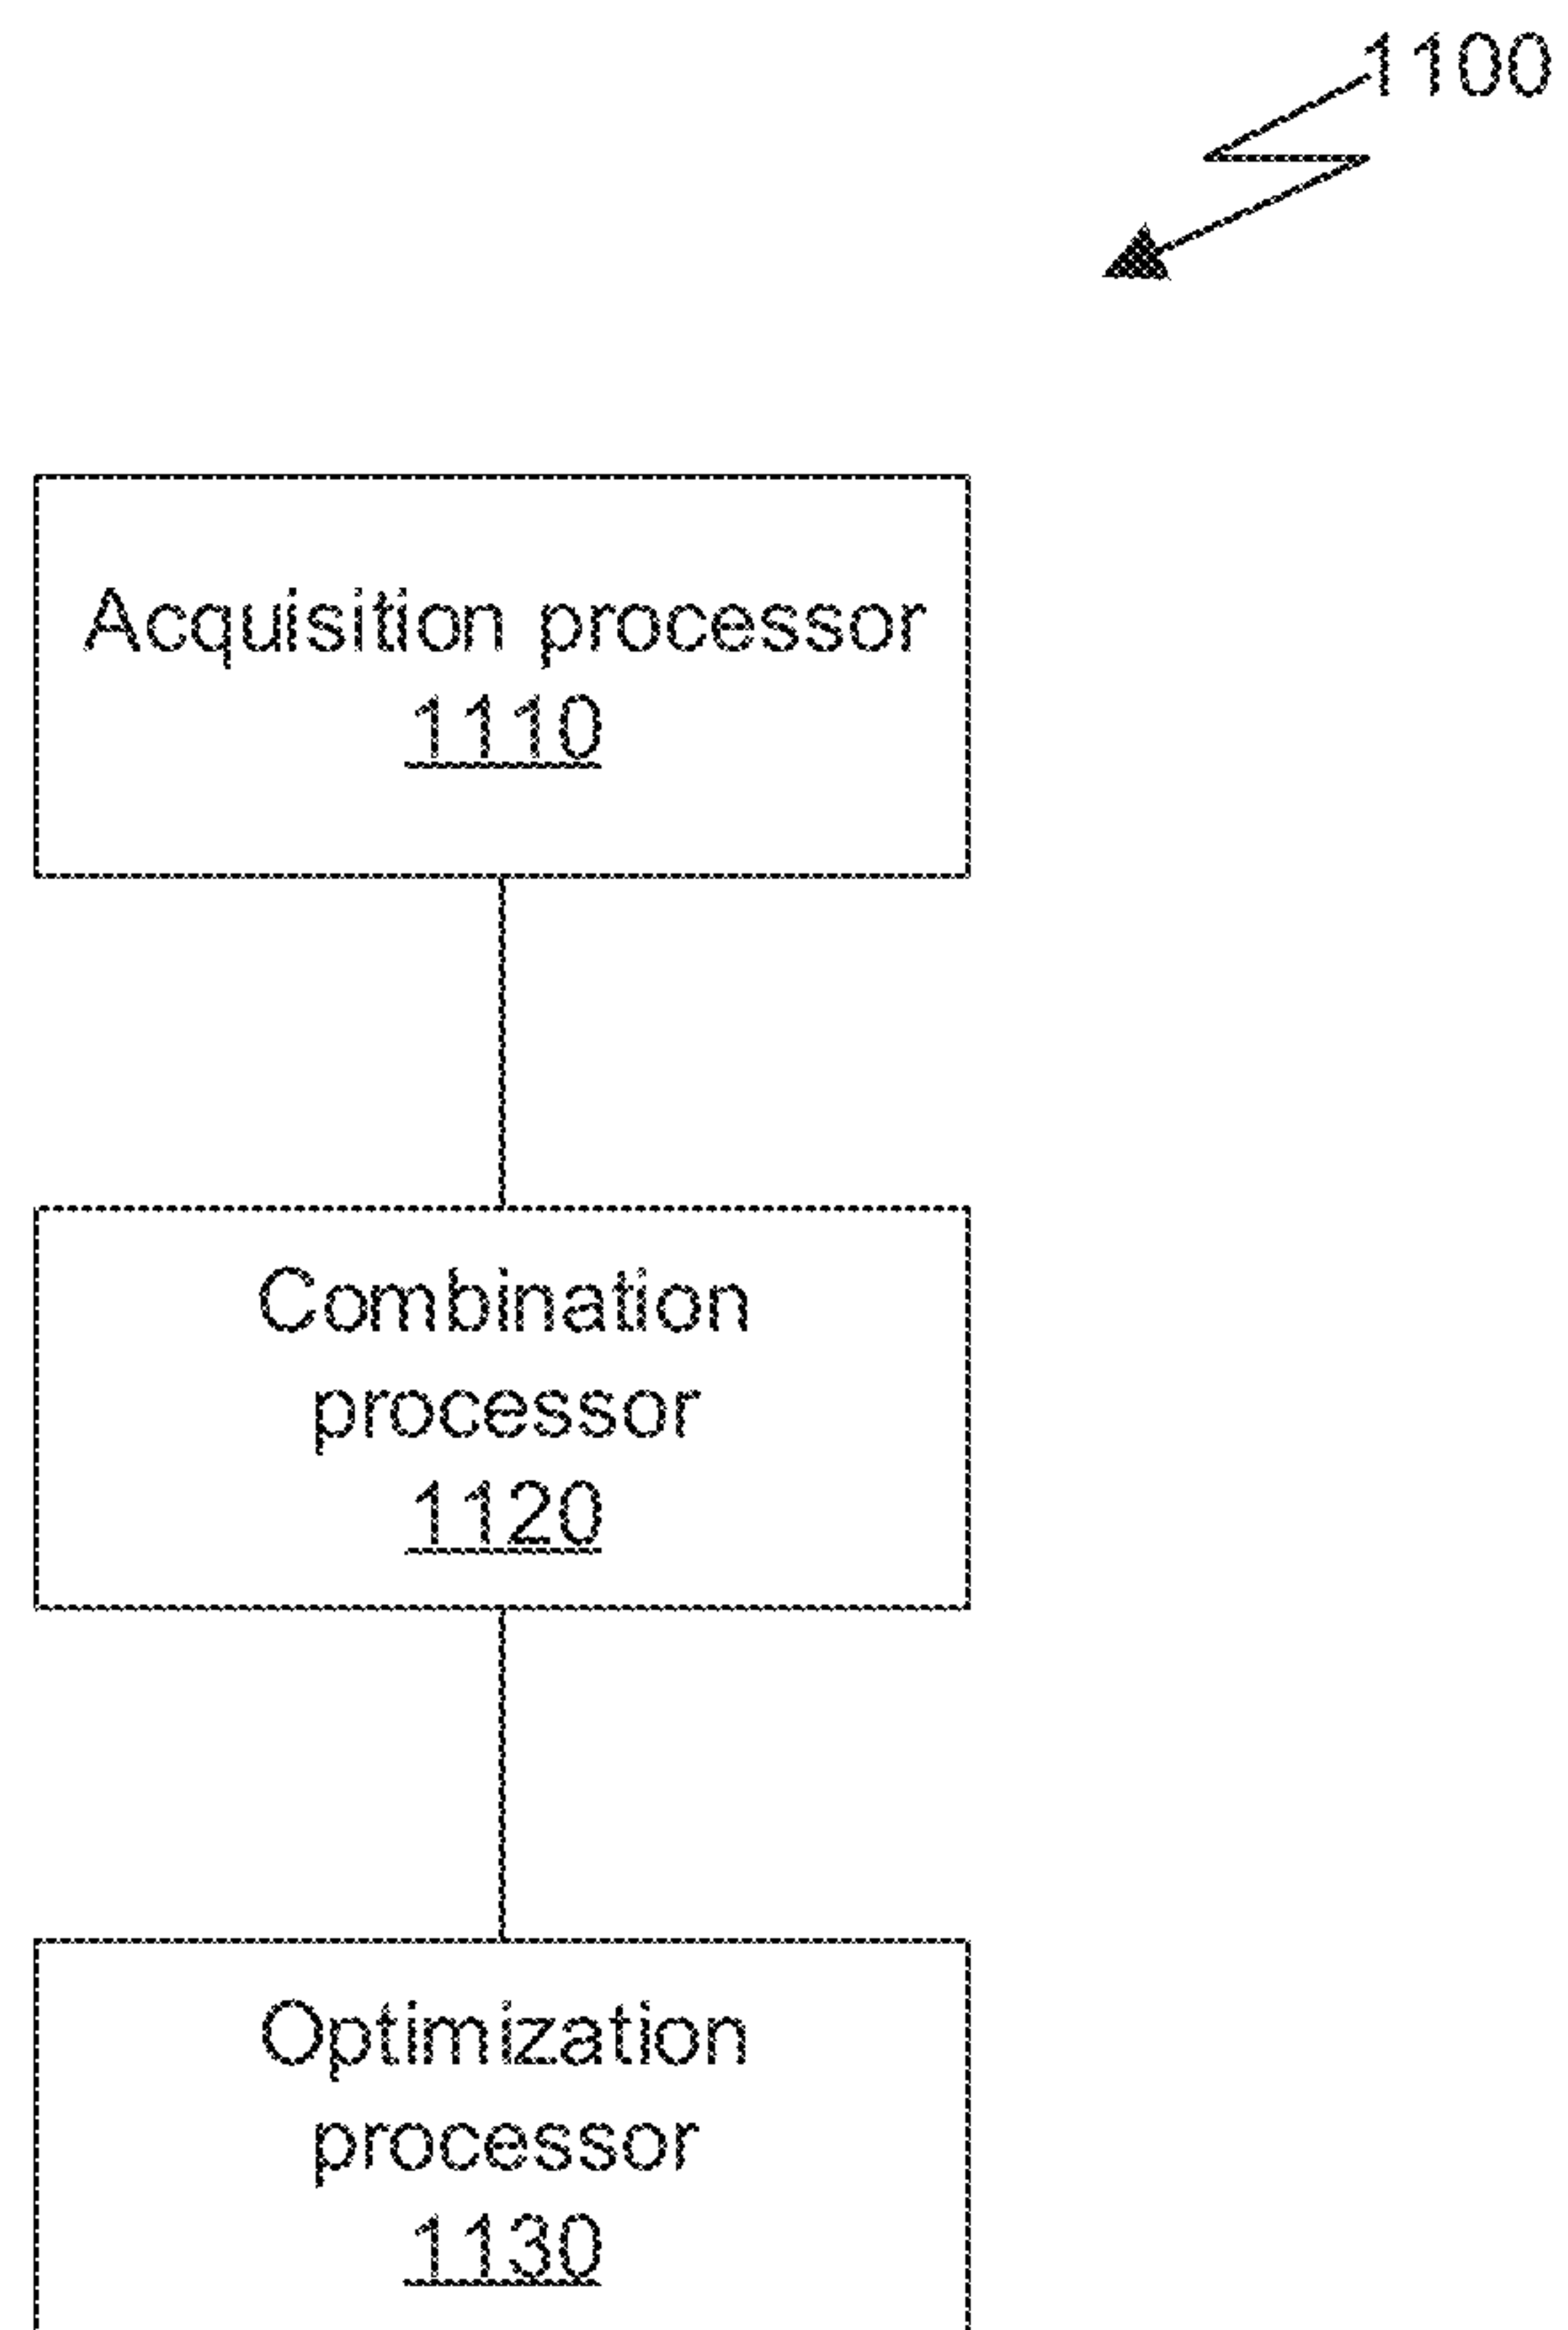 1100
Acquisition processor
1110
Combination
processor
1120
Optimization
processor
1130